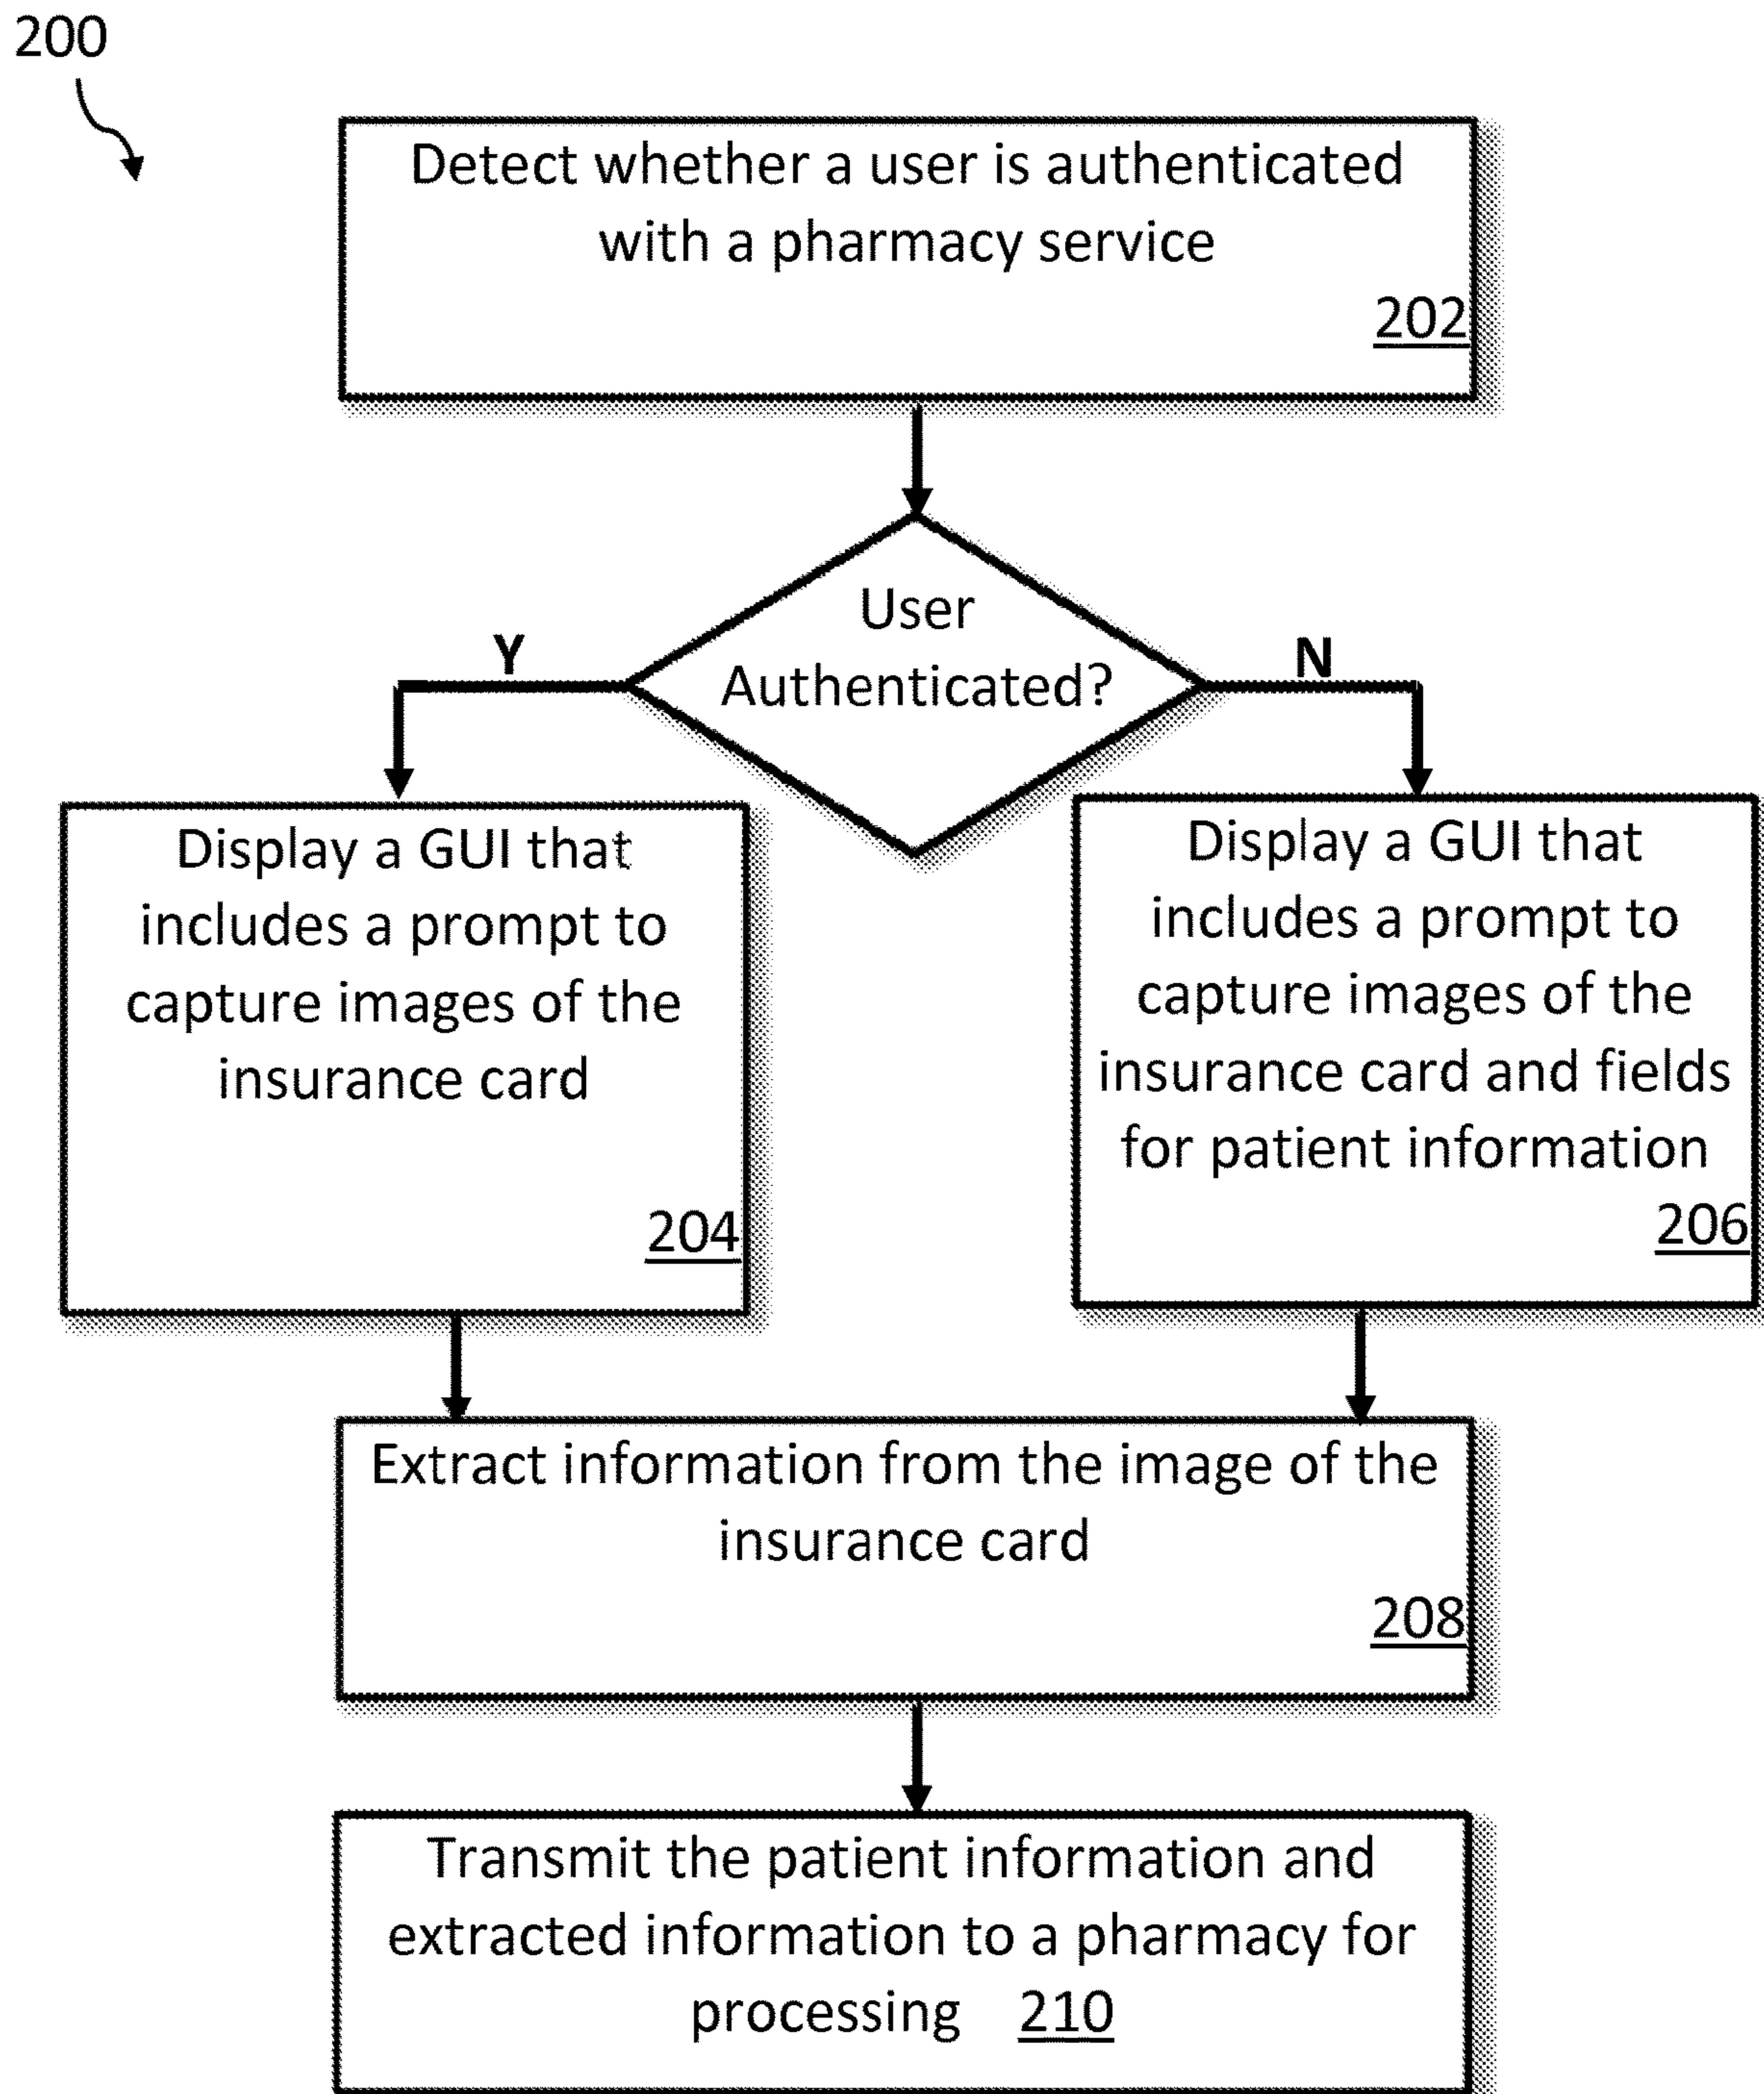 200
Detect whether a user is authenticated
with a pharmacy service
202
User
Authenticated?
Y
N
Display a GUI that
includes a prompt to
capture images of the
insurance card
204
Display a GUI that
includes a prompt to
capture images of the
insurance card and fields
for patient information
206
Extract information from the image of the
insurance card
208
Transmit the patient information and
extracted information to a pharmacy for
processing 210